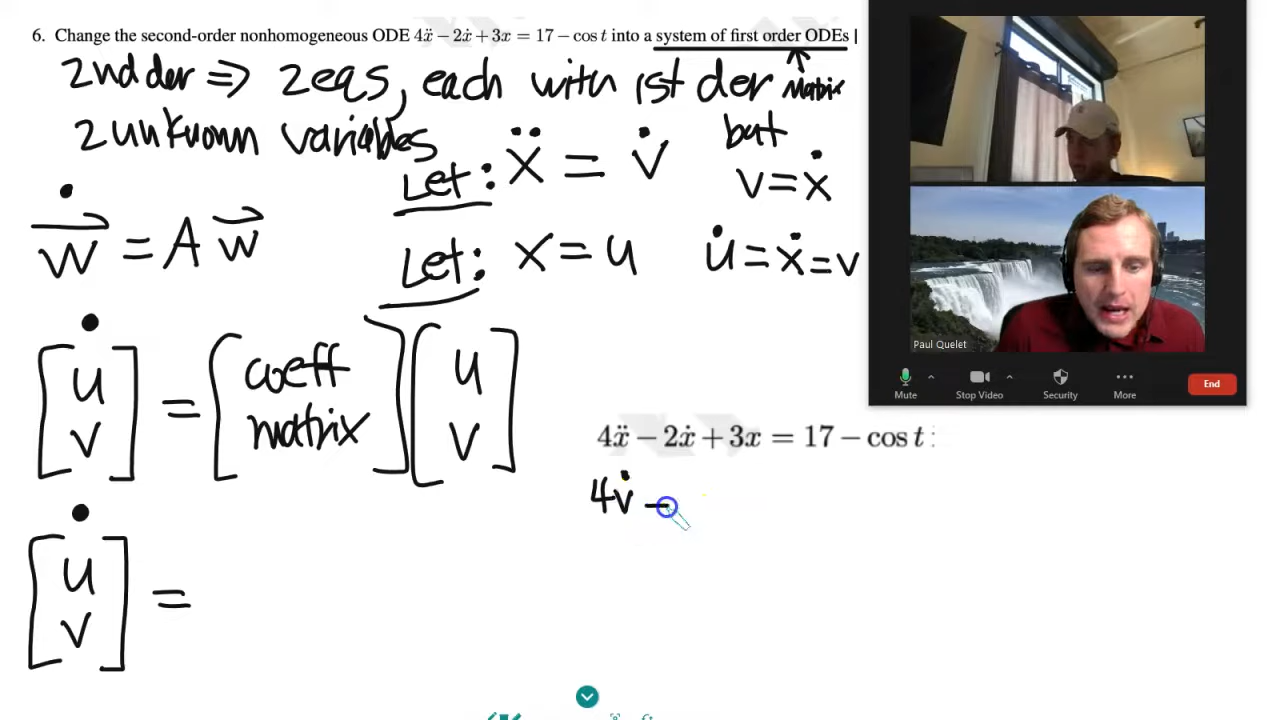 6. Change the second-order nonhomogeneous ODE 4ẍ − 2ẋ + 3x = 17 − cos t into a system of first order ODEs |
2nd der ⇒ 2 eqs, each with 1st der
↑
Matrix
2 unknown variables
Let: ẍ = v̇
but
v = ẋ
ẇ = A w
Let: x = u u̇ = ẋ = v
[u v]˙ = [coeff matrix] [u v]
4ẍ − 2ẋ + 3x = 17 − cos t
4v̇ −
[u v]˙ =
Paul Quelet
Mute Stop Video Security More End